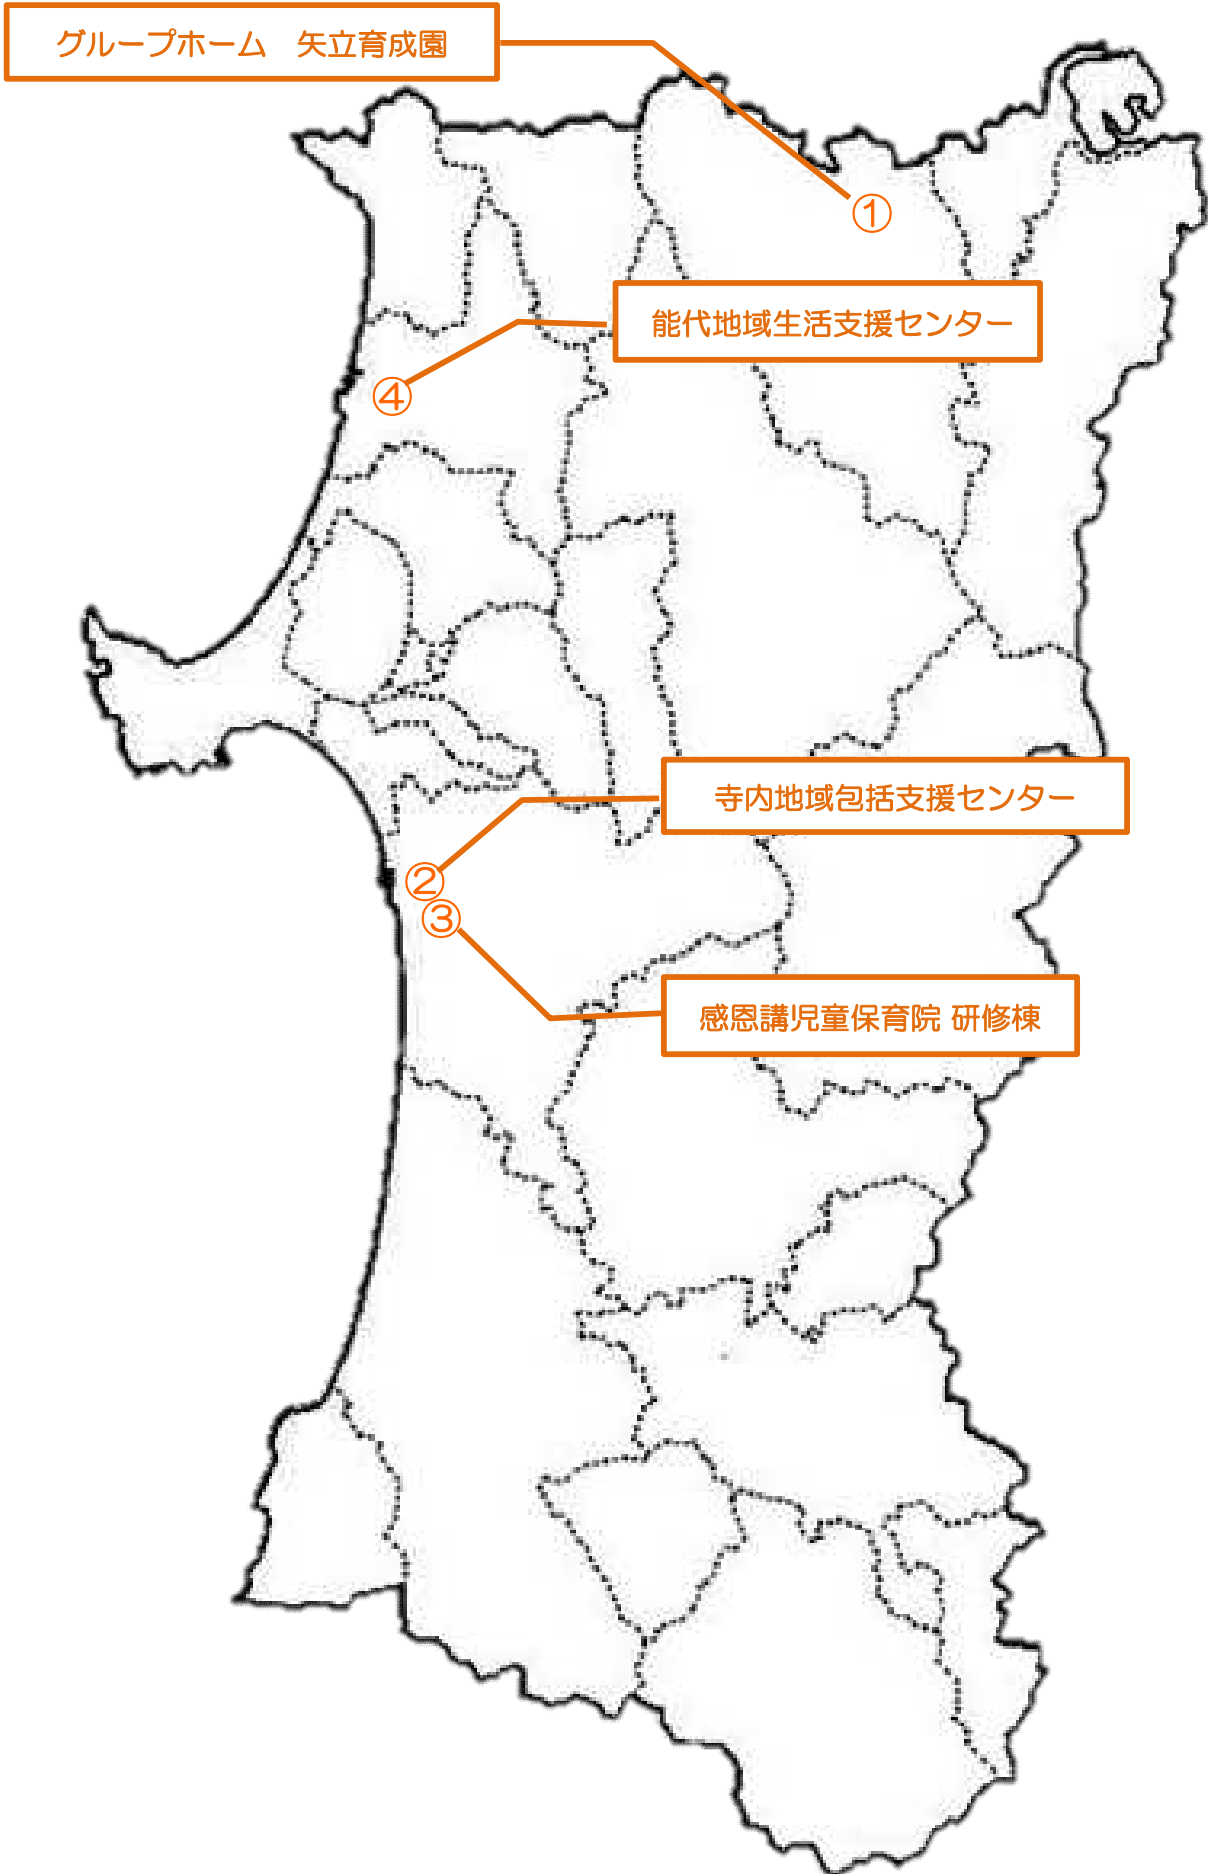 グループホーム　矢立育成園
①
能代地域生活支援センター
④
寺内地域包括支援センター
②
③
感恩講児童保育院 研修棟